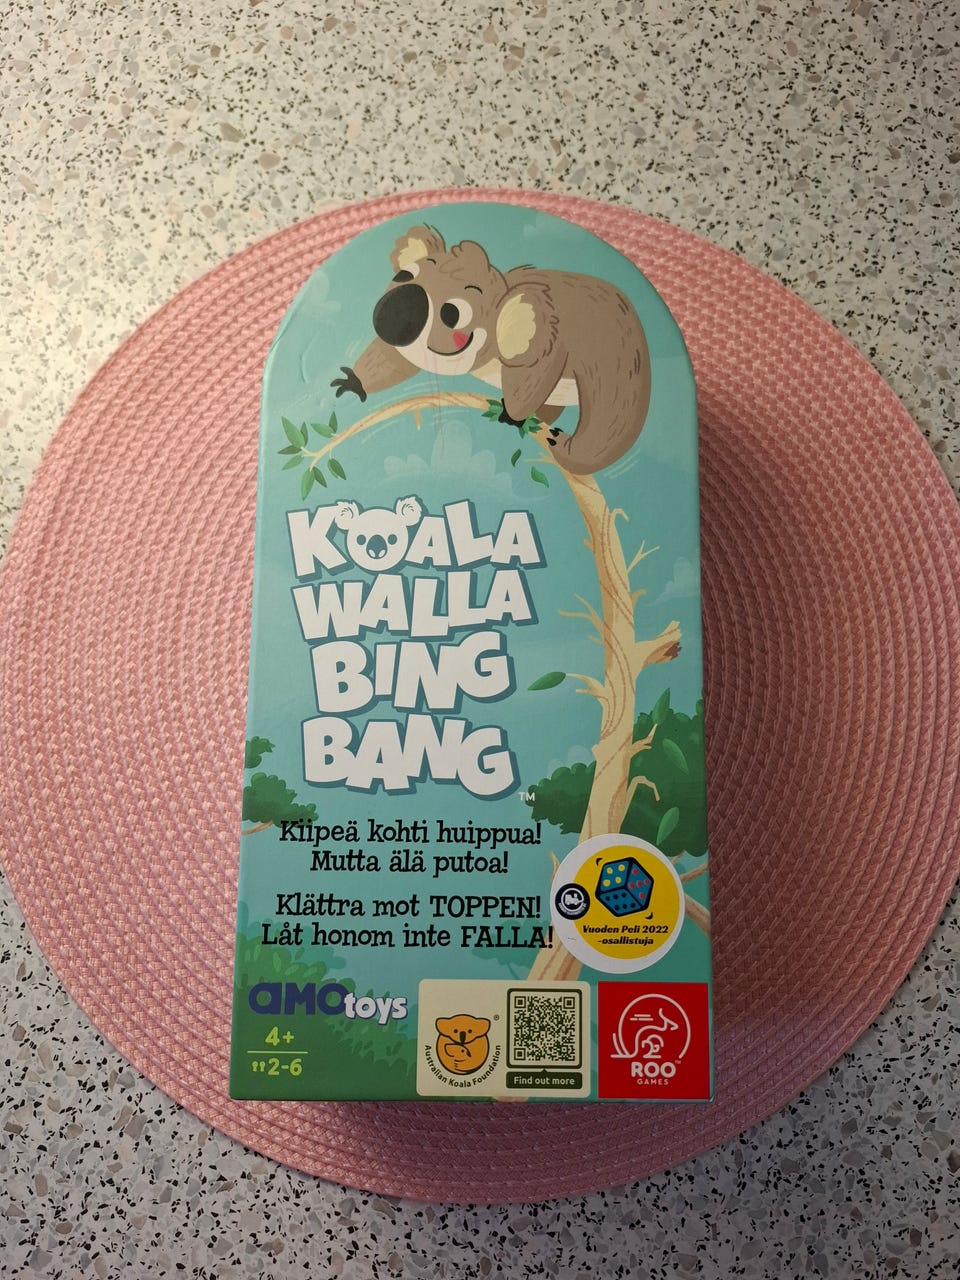 KOALA
WALLA
BING
BANG
TM
Kiipeä kohti huippua!
Mutta älä putoa!
Klättra mot TOPPEN!
Låt honom inte FALLA!
Vuoden Peli 2022
-osallistuja
amotoys
4+
2-6
Australian Koala Foundation
®
Find out more
ROO
TM
GAMES